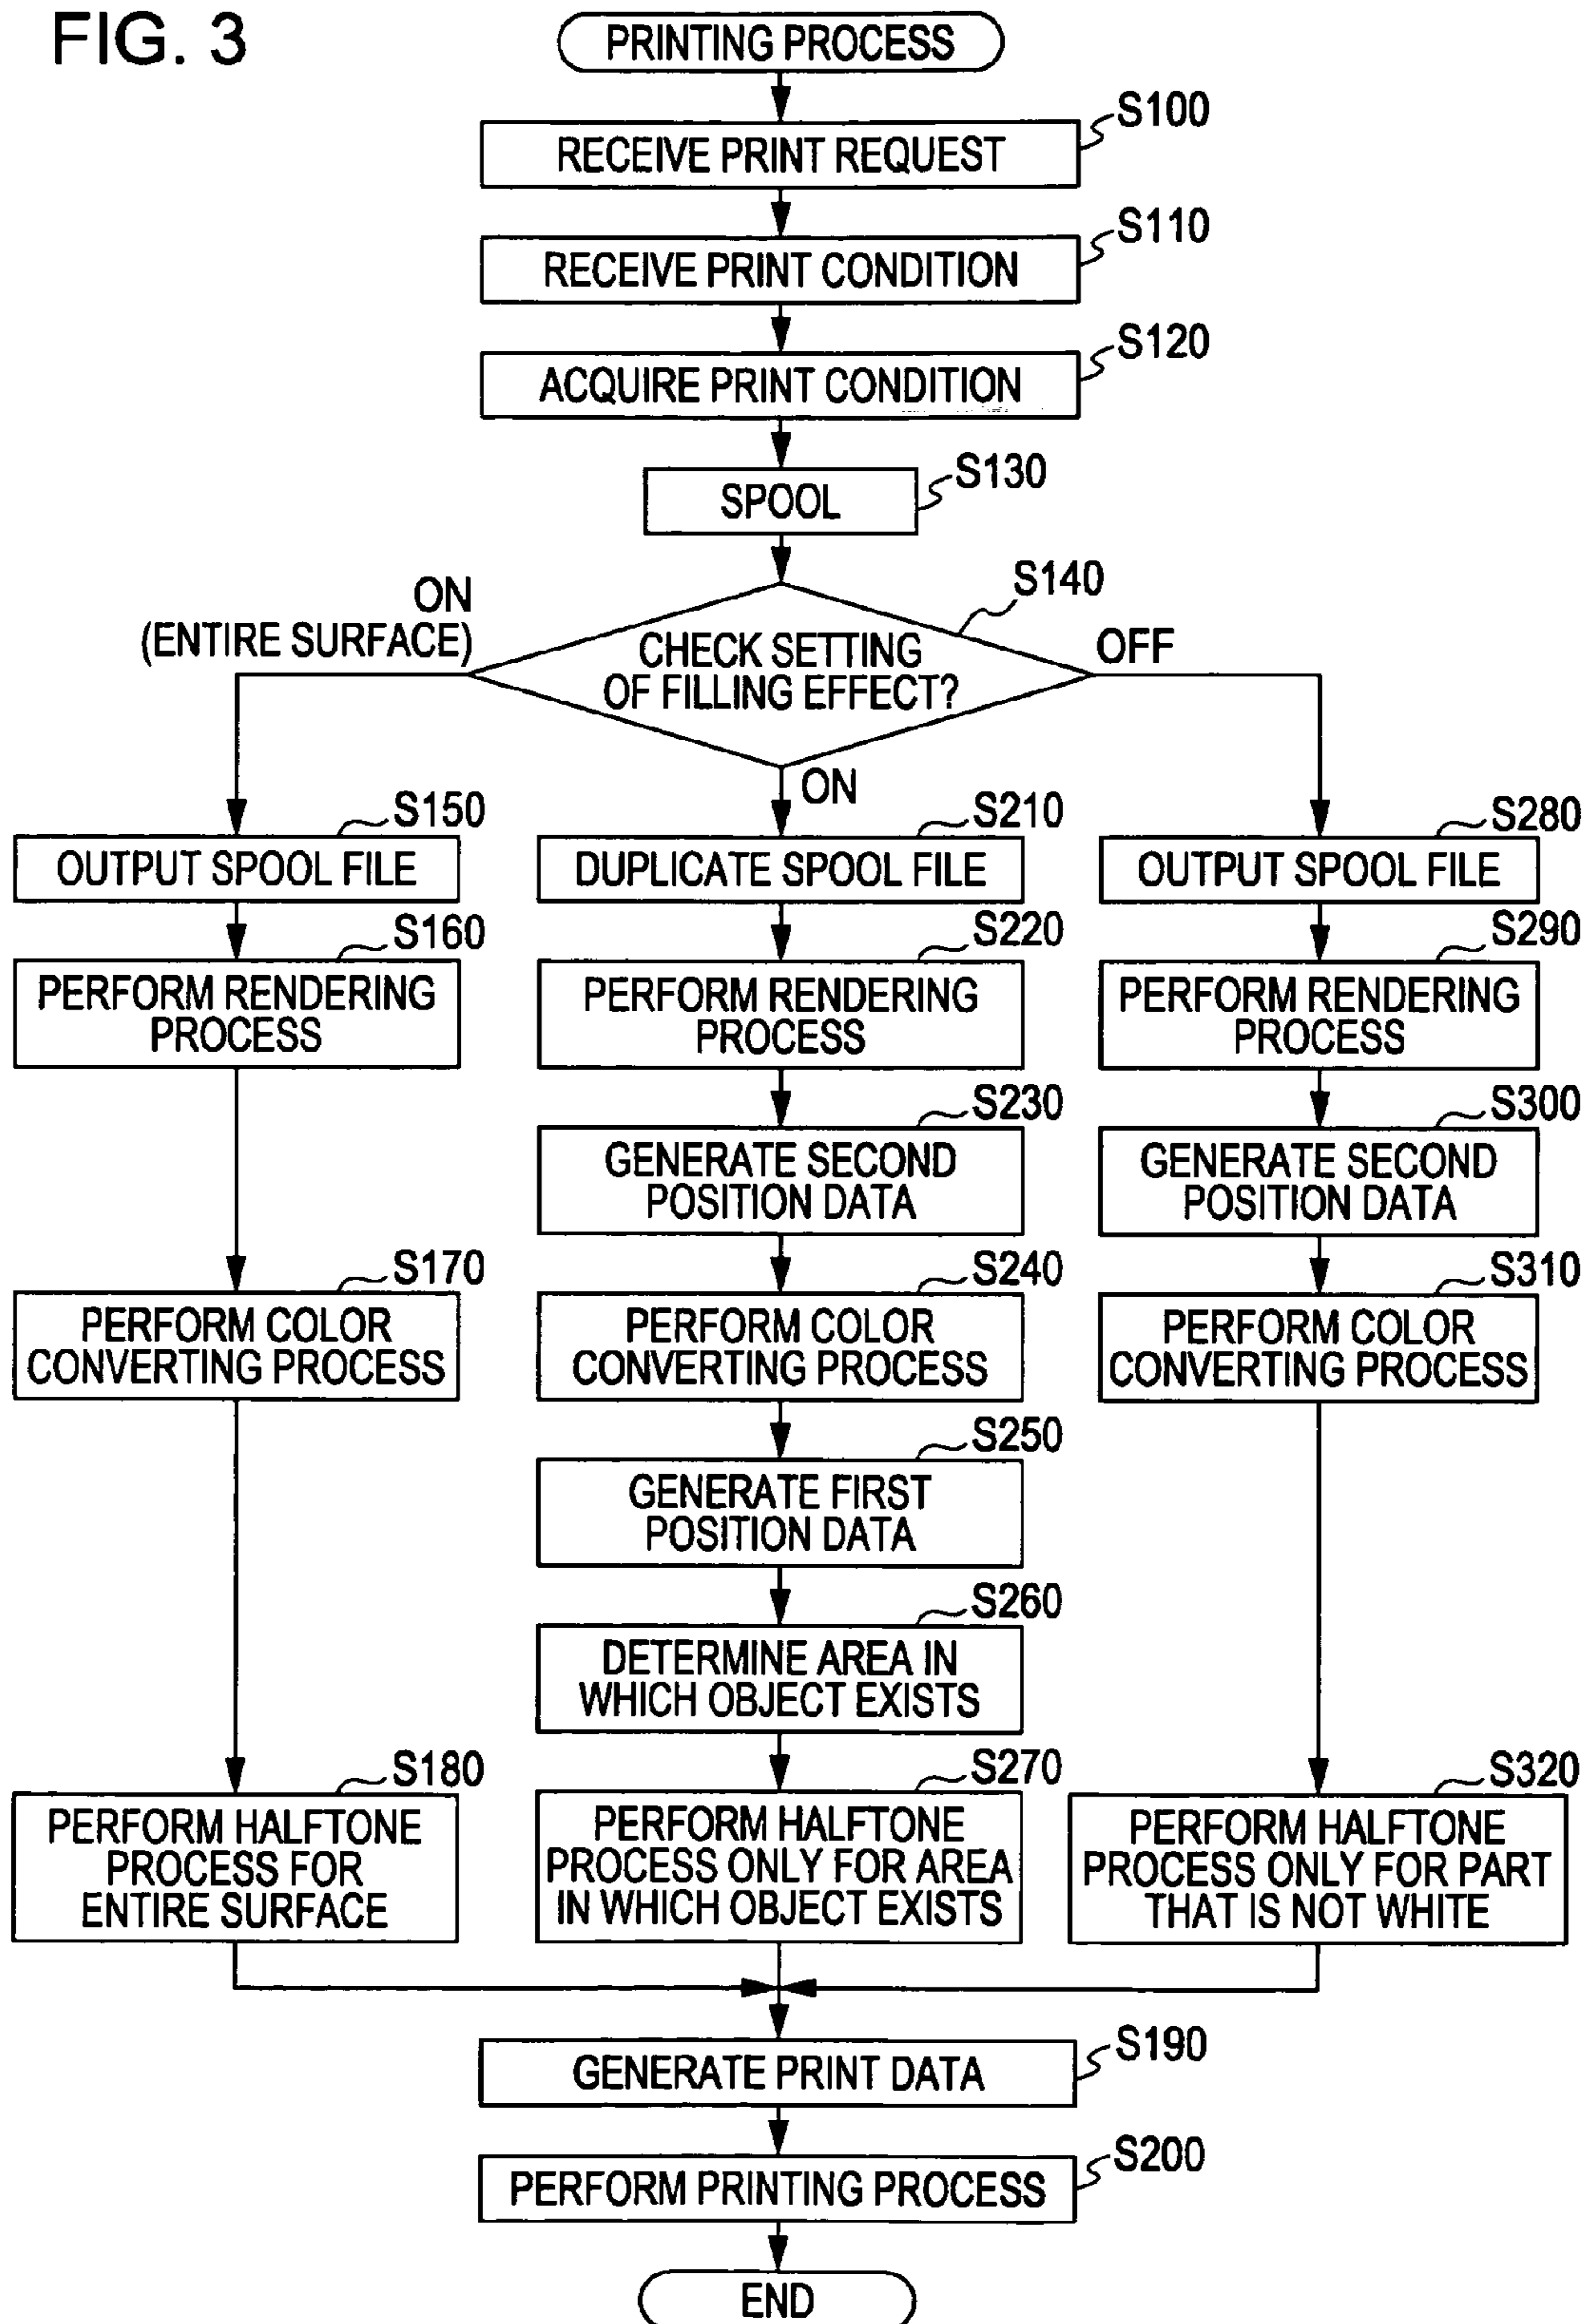 FIG. 3
PRINTING PROCESS
S100
RECEIVE PRINT REQUEST
S110
RECEIVE PRINT CONDITION
S120
ACQUIRE PRINT CONDITION
S130
SPOOL
S140
CHECK SETTING
OF FILLING EFFECT?
ON
(ENTIRE SURFACE)
ON
OFF
S150
OUTPUT SPOOL FILE
S160
PERFORM RENDERING
PROCESS
S170
PERFORM COLOR
CONVERTING PROCESS
S180
PERFORM HALFTONE
PROCESS FOR
ENTIRE SURFACE
S210
DUPLICATE SPOOL FILE
S220
PERFORM RENDERING
PROCESS
S230
GENERATE SECOND
POSITION DATA
S240
PERFORM COLOR
CONVERTING PROCESS
S250
GENERATE FIRST
POSITION DATA
S260
DETERMINE AREA IN
WHICH OBJECT EXISTS
S270
PERFORM HALFTONE
PROCESS ONLY FOR AREA
IN WHICH OBJECT EXISTS
S280
OUTPUT SPOOL FILE
S290
PERFORM RENDERING
PROCESS
S300
GENERATE SECOND
POSITION DATA
S310
PERFORM COLOR
CONVERTING PROCESS
S320
PERFORM HALFTONE
PROCESS ONLY FOR PART
THAT IS NOT WHITE
S190
GENERATE PRINT DATA
S200
PERFORM PRINTING PROCESS
END